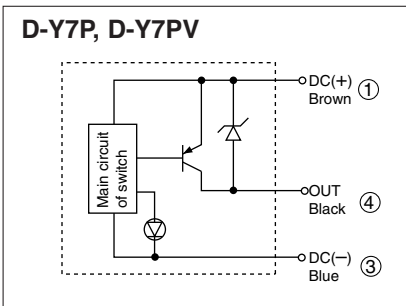 D-Y7P, D-Y7PV
DC(+) ①
Brown
Main circuit
of switch
OUT ④
Black
DC(−) ③
Blue